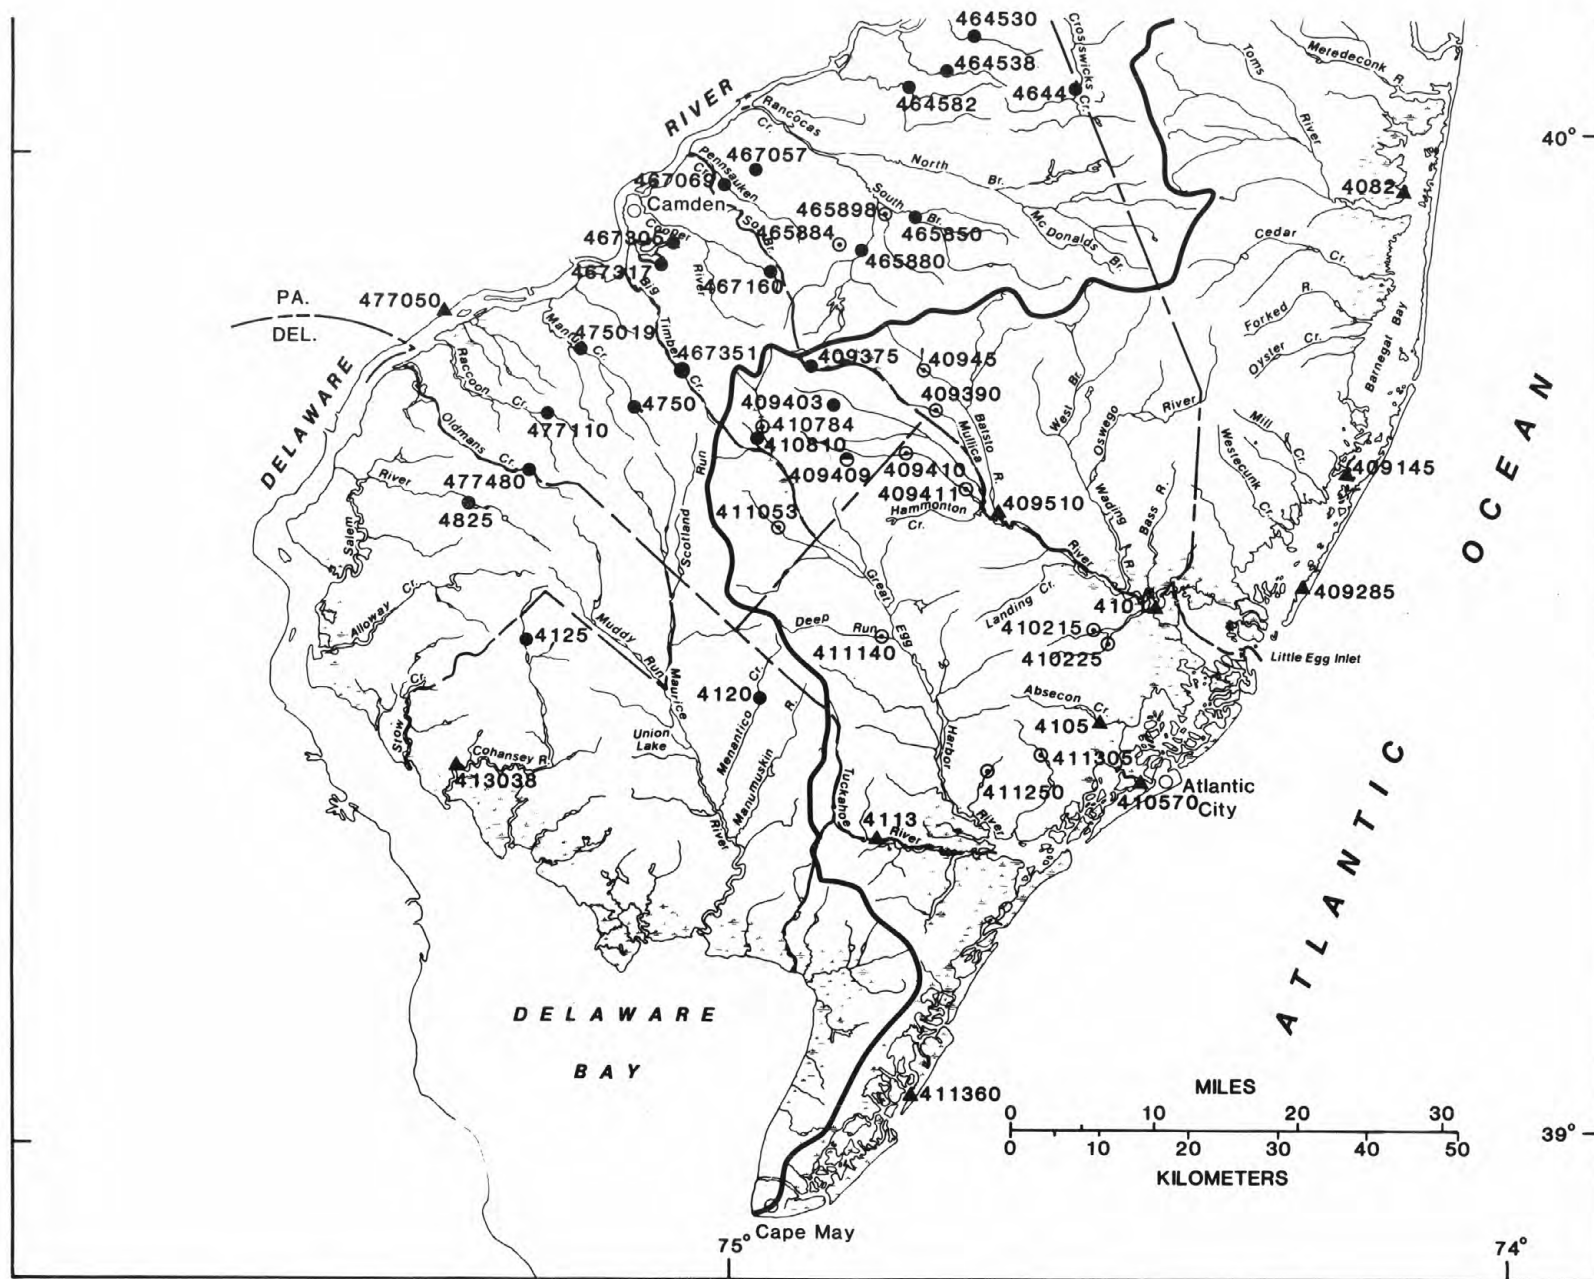 464530
464538
464582
4644
Crosswicks Cr.
Toms River
Metedeconk R.
40°
RIVER
Rancocas Cr.
467057
Pennsauken Cr.
467069
North Br.
4082
Camden
465898
South Br.
465850
Mc Donalds Br.
Cedar Cr.
Cooper River
467305
So. Br.
465884
465880
467317
Big Timber Cr.
467160
PA.
DEL.
477050
Forked R.
Oyster Cr.
Barnegat Bay
Mantua Cr.
475019
467351
409375
40945
Raccoon Cr.
477110
4750
409403
409390
West Br.
Oswego River
DELAWARE
Oldmans Cr.
410784
410810
Batsto R.
Mullica
Mill Cr.
Westecunk Cr.
409145
OCEAN
477480
Run
409409
409410
409411
Hammonton Cr.
409510
Wading R.
Bass R.
Salem River
4825
411053
Scotland
River
409285
Alloway Cr.
Great Egg Harbor River
Landing Cr.
4101
410215
4125
Muddy Run
Deep Run
411140
410225
Little Egg Inlet
Stow Cr.
Maurice River
4120
Menantico Cr.
Manumuskin R.
Absecon Cr.
4105
Union Lake
Cohansey R.
413038
Tuckahoe River
4113
411305
411250
410570
Atlantic City
ATLANTIC
DELAWARE
BAY
411360
MILES
0 10 20 30
0 10 20 30 40 50
KILOMETERS
39°
Cape May
75°
74°